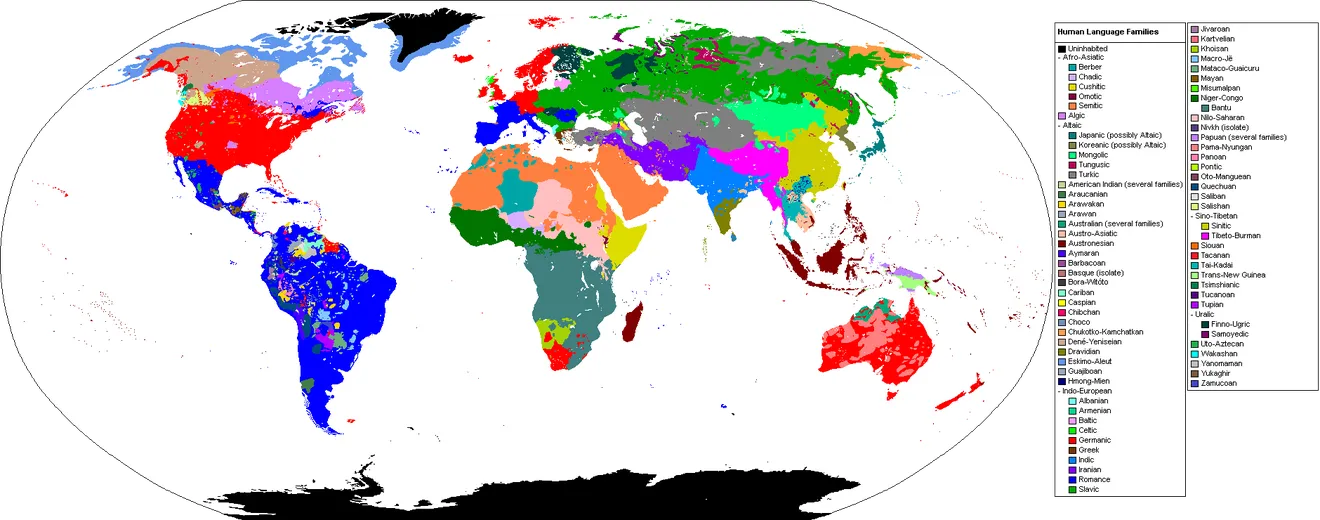 Human Language Families
Uninhabited
- Afro-Asiatic
Berber
Chadic
Cushitic
Omotic
Semitic
Algic
- Altaic
Japanic (possibly Altaic)
Koreanic (possibly Altaic)
Mongolic
Tungusic
Turkic
American Indian (several families)
Araucanian
Arawakan
Arawan
Australian (several families)
Austro-Asiatic
Austronesian
Aymaran
Barbacoan
Basque (isolate)
Bora-Witóto
Cariban
Caspian
Chibchan
Choco
Chukotko-Kamchatkan
Dené-Yeniseian
Dravidian
Eskimo-Aleut
Guajiboan
Hmong-Mien
- Indo-European
Albanian
Armenian
Baltic
Celtic
Germanic
Greek
Indic
Iranian
Romance
Slavic
Jivaroan
Kartvelian
Khoisan
Macro-Jê
Mataco-Guaicuru
Mayan
Misumalpan
Niger-Congo
Bantu
Nilo-Saharan
Nivkh (isolate)
Papuan (several families)
Pama-Nyungan
Panoan
Pontic
Oto-Manguean
Quechuan
Saliban
Salishan
- Sino-Tibetan
Sinitic
Tibeto-Burman
Siouan
Tacanan
Tai-Kadai
Trans-New Guinea
Tsimshianic
Tucanoan
Tupian
- Uralic
Finno-Ugric
Samoyedic
Uto-Aztecan
Wakashan
Yanomaman
Yukaghir
Zamucoan